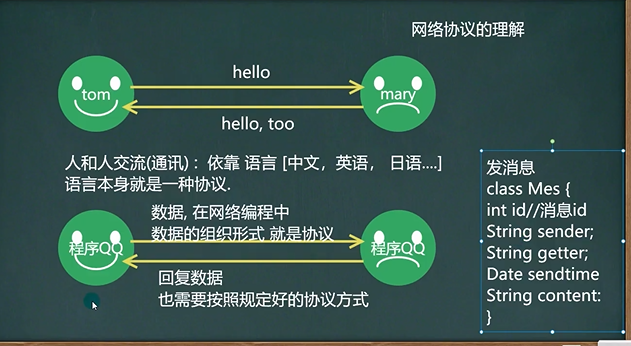 网络协议的理解
hello
tom
mary
hello, too
人和人交流(通讓)：依靠 语言 [中文，英语， 日语....]
语言本身就是一种协议.
数据, 在网络编程中
数据的组织形式 就是协议
程序QQ
程序QQ
回复数据
也需要按照规定好的协议方式
发消息
class Mes {
int id//消息id
String sender;
String getter;
Date sendtime
String content:
}